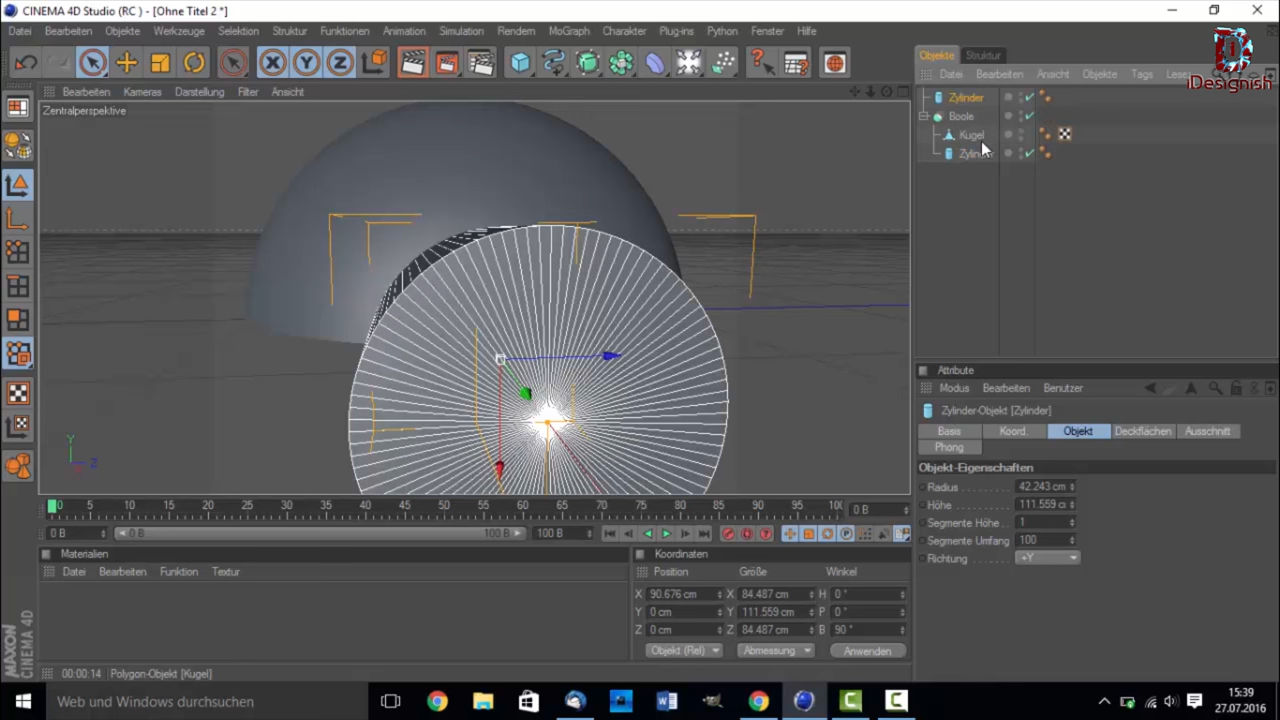 CINEMA 4D Studio (RC ) - [Ohne Titel 2 *]
Datei Bearbeiten Objekte Werkzeuge Selektion Struktur Funktionen Animation Simulation Rendern MoGraph Charakter Plug-ins Python Fenster Hilfe
Objekte Struktur
Datei Bearbeiten Ansicht Objekte Tags
iDesignish
Bearbeiten Kameras Darstellung Filter Ansicht
Zentralperspektive
Zylinder
Boole
Kugel
Y
Z
Attribute
Modus Bearbeiten Benutzer
Zylinder-Objekt [Zylinder]
Basis Koord. Objekt Deckflächen Ausschnitt
Phong
Objekt-Eigenschaften
Radius 42.243 cm
Höhe
Segmente Höhe 1
Segmente Umfang 100
Richtung +Y
0 5 10 15 20 25 30 35 40 45 50 55 60 65 70 75 80 85 90 95 0 B
0 B 0 B 100 B 100 B
Materialien
Datei Bearbeiten Funktion Textur
Koordinaten
Position Größe Winkel
X 90.676 cm X 84.487 cm H 0 °
Y 0 cm Y 111.559 cm P 0 °
Z 0 cm Z 84.487 cm B 90 °
Objekt (Rel) Abmessung Anwenden
MAXON
CINEMA 4D
00:00:14 Polygon-Objekt [Kugel]
Web und Windows durchsuchen
15:39
27.07.2016